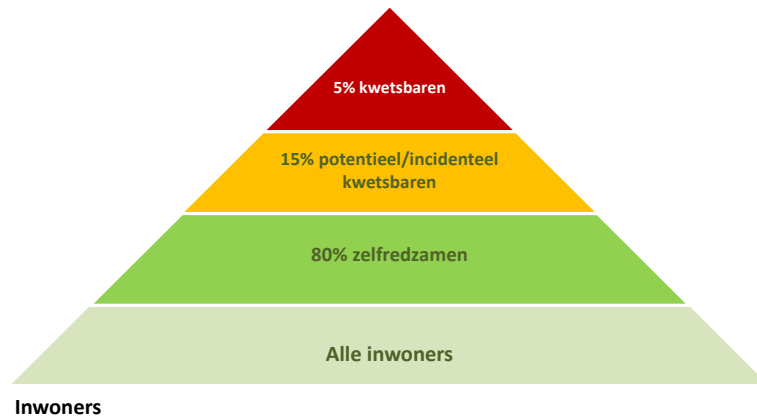 5% kwetsbaren
15% potentieel/incidenteel
kwetsbaren
80% zelfredzamen
Alle inwoners
Inwoners